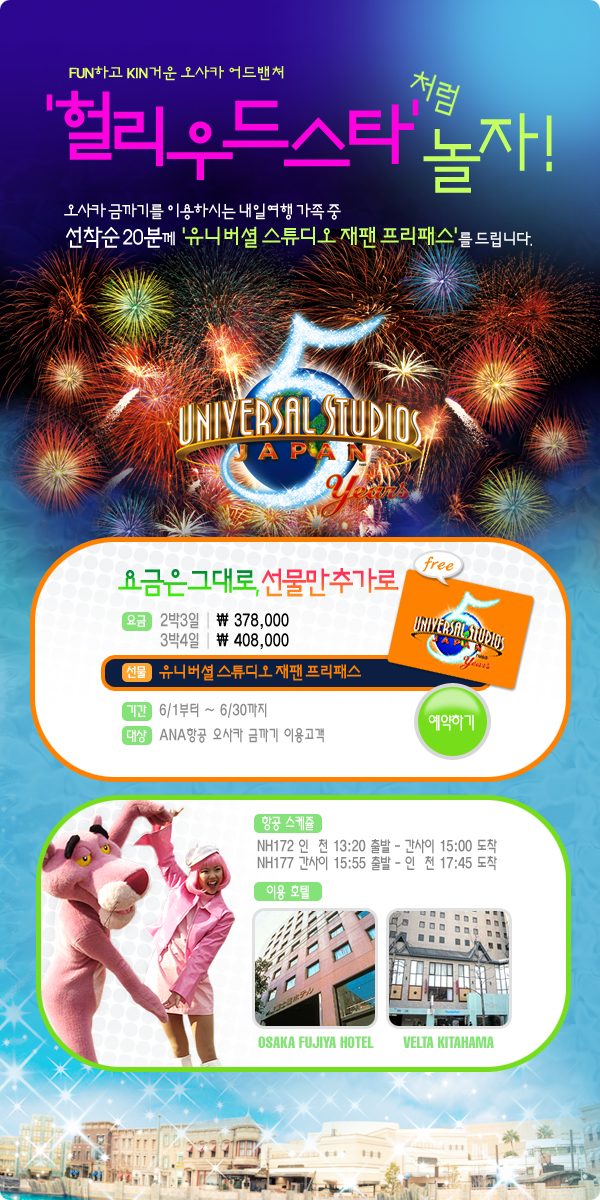 FUN하고 KIN거운 오사카 어드밴쳐
'헐리우드스타'처럼 놀자!
오사카 금까기를 이용하시는 내일여행 가족 중
선착순 20분께 '유니버셜 스튜디오 재팬 프리패스'를 드립니다.
5
UNIVERSAL STUDIOS
JAPAN
Years
요금은 그대로, 선물만 추가로
free
요금 2박3일 | ₩ 378,000
3박4일 | ₩ 408,000
UNIVERSAL STUDIOS
JAPAN
Years
선물 유니버셜 스튜디오 재팬 프리패스
기간 6/1부터 ~ 6/30까지
대상 ANA항공 오사카 금까기 이용고객
예약하기
항공 스케줄
NH172 인 천 13:20 출발 - 간사이 15:00 도착
NH177 간사이 15:55 출발 - 인 천 17:45 도착
이용 호텔
OSAKA FUJIYA HOTEL
VELTA KITAHAMA